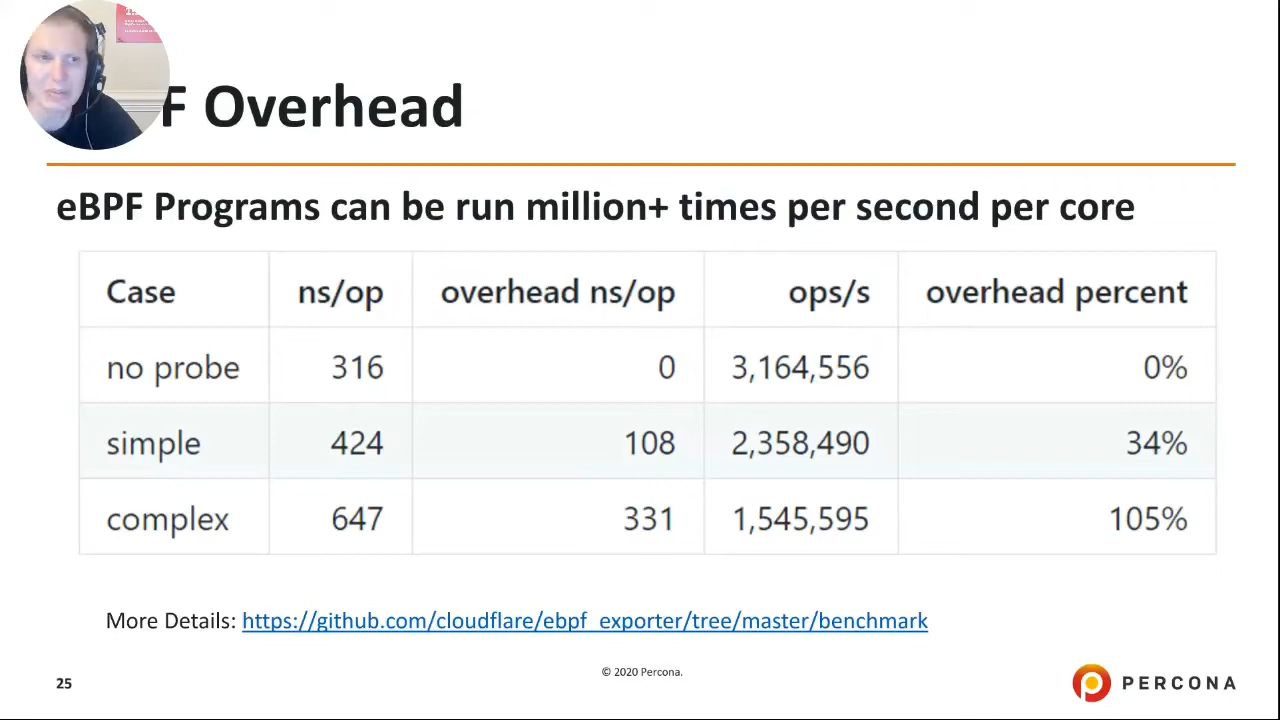 F Overhead
eBPF Programs can be run million+ times per second per core
Case ns/op overhead ns/op ops/s overhead percent
no probe 316 0 3,164,556 0%
simple 424 108 2,358,490 34%
complex 647 331 1,545,595 105%
More Details: https://github.com/cloudflare/ebpf_exporter/tree/master/benchmark
© 2020 Percona.
25
PERCONA